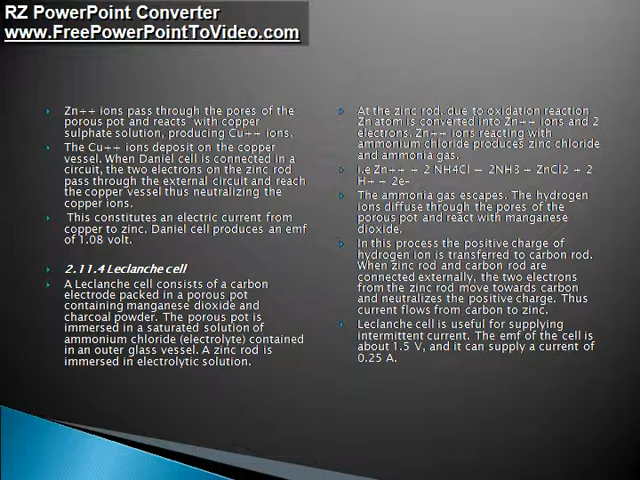 RZ PowerPoint Converter
www.FreePowerPointToVideo.com
Zn++ ions pass through the pores of the
porous pot and reacts with copper
sulphate solution, producing Cu++ ions.
The Cu++ ions deposit on the copper
vessel. When Daniel cell is connected in a
circuit, the two electrons on the zinc rod
pass through the external circuit and reach
the copper vessel thus neutralizing the
copper ions.
This constitutes an electric current from
copper to zinc. Daniel cell produces an emf
of 1.08 volt.
2.11.4 Leclanche cell
A Leclanche cell consists of a carbon
electrode packed in a porous pot
containing manganese dioxide and
charcoal powder. The porous pot is
immersed in a saturated solution of
ammonium chloride (electrolyte) contained
in an outer glass vessel. A zinc rod is
immersed in electrolytic solution.
At the zinc rod, due to oxidation reaction
Zn atom is converted into Zn++ ions and 2
electrons. Zn++ ions reacting with
ammonium chloride produces zinc chloride
and ammonia gas.
i.e Zn++ + 2 NH4Cl → 2NH3 + ZnCl2 + 2
H+ + 2e-
The ammonia gas escapes. The hydrogen
ions diffuse through the pores of the
porous pot and react with manganese
dioxide.
In this process the positive charge of
hydrogen ion is transferred to carbon rod.
When zinc rod and carbon rod are
connected externally, the two electrons
from the zinc rod move towards carbon
and neutralizes the positive charge. Thus
current flows from carbon to zinc.
Leclanche cell is useful for supplying
intermittent current. The emf of the cell is
about 1.5 V, and it can supply a current of
0.25 A.